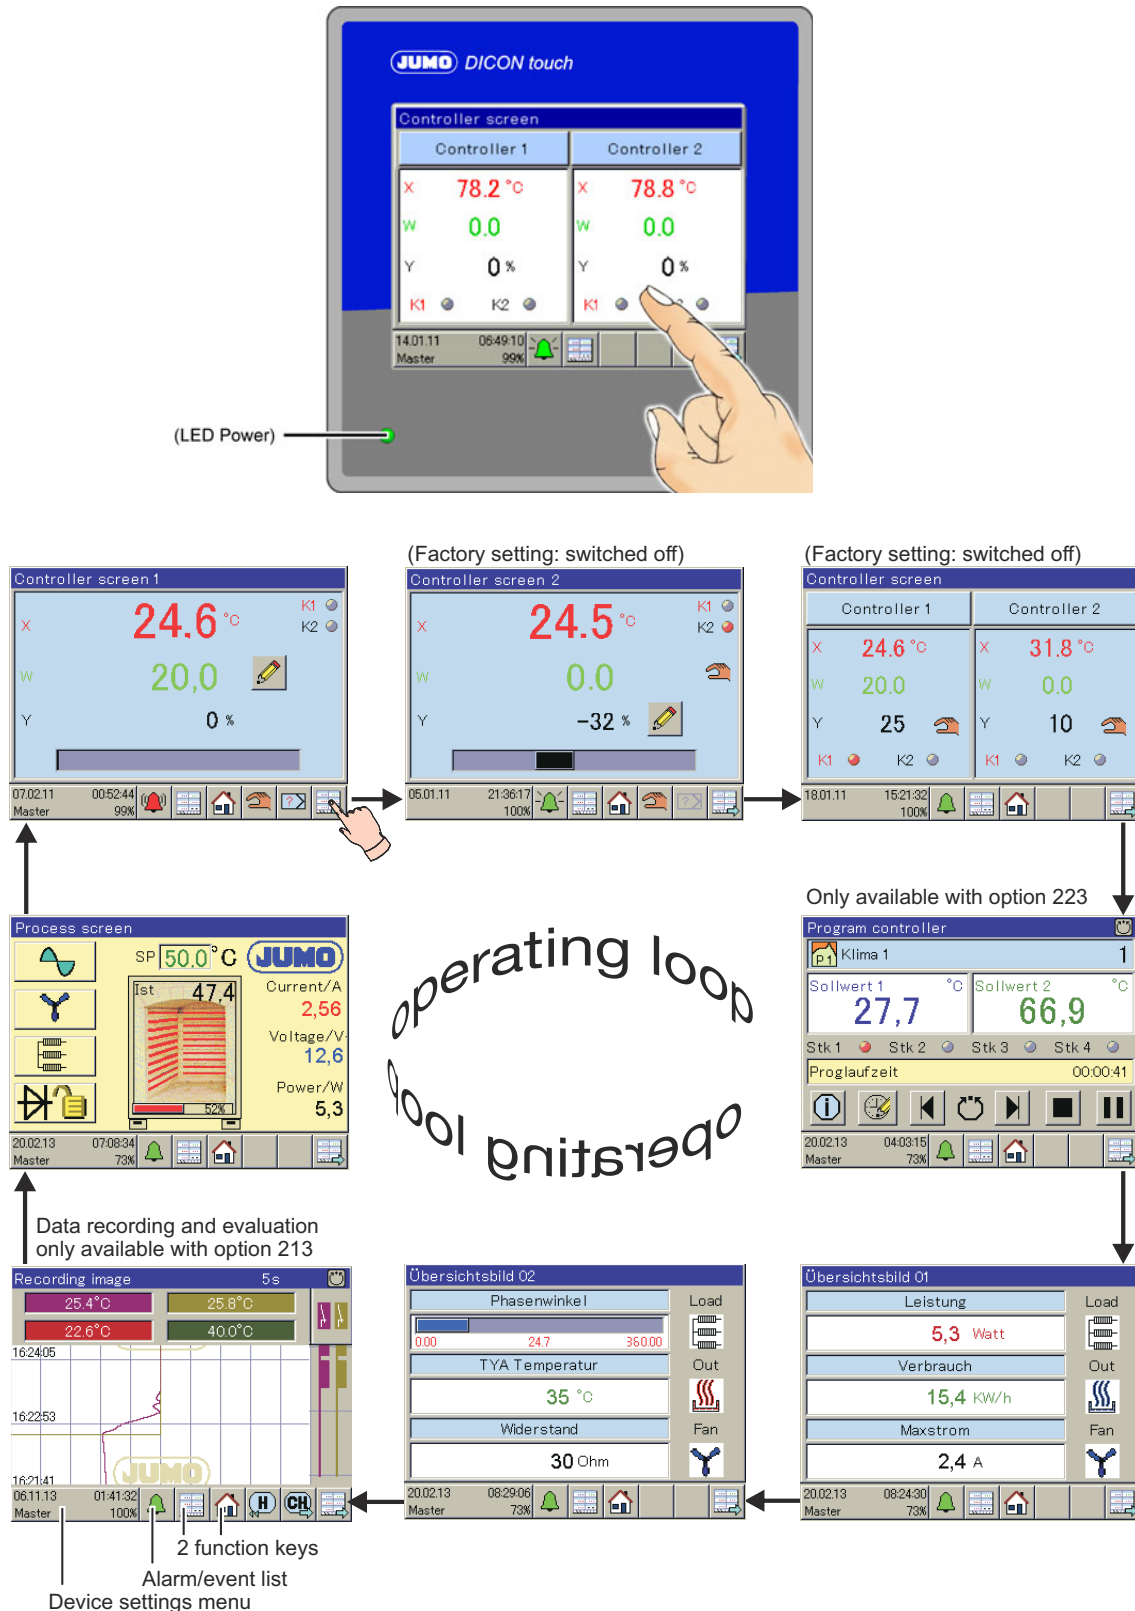 JUMO DICON touch
Controller screen
Controller 1 Controller 2
X 78.2 °C X 78.8 °C
W 0.0 W 0.0
Y 0 % Y 0 %
K1 K2 K1
14.01.11 06:49:10
Master 99%
(LED Power)
(Factory setting: switched off) (Factory setting: switched off)
Controller screen 1
X 24.6 °C K1
K2
W 20,0
Y 0 %
07.02.11 00:52:44
Master 99%
Controller screen 2
X 24.5 °C K1
K2
W 0.0
Y -32 %
05.01.11 21:36:17
100%
Controller screen
Controller 1 Controller 2
X 24.6 °C X 31.8 °C
W 20.0 W 0.0
Y 25 Y 10
K1 K2 K1 K2
18.01.11 15:21:32
100%
Only available with option 223
Program controller
P1 Klima 1 1
Sollwert 1 °C Sollwert 2 °C
27,7 66,9
Stk 1 Stk 2 Stk 3 Stk 4
Proglaufzeit 00:00:41
20.02.13 04:03:15
Master 73%
Process screen
SP 50,0 °C JUMO
Ist 47,4 Current/A
2,56
Voltage/V
12,6
Power/W
52% 5,3
20.02.13 07:08:34
Master 73%
operating loop
operating loop
Data recording and evaluation
only available with option 213
Recording image 5s
25.4°C 25.8°C
22.6°C 40.0°C
16:24:05
16:22:53
JUMO
16:21:41
06.11.13 01:41:32 H CH
Master 100%
2 function keys
Alarm/event list
Device settings menu
Übersichtsbild 02
Phasenwinkel Load
0.00 24.7 360.00
TYA Temperatur Out
35 °C
Widerstand Fan
30 Ohm
20.02.13 08:29:06
Master 73%
Übersichtsbild 01
Leistung Load
5,3 Watt
Verbrauch Out
15,4 KW/h
Maxstrom Fan
2,4 A
20.02.13 08:24:30
Master 73%